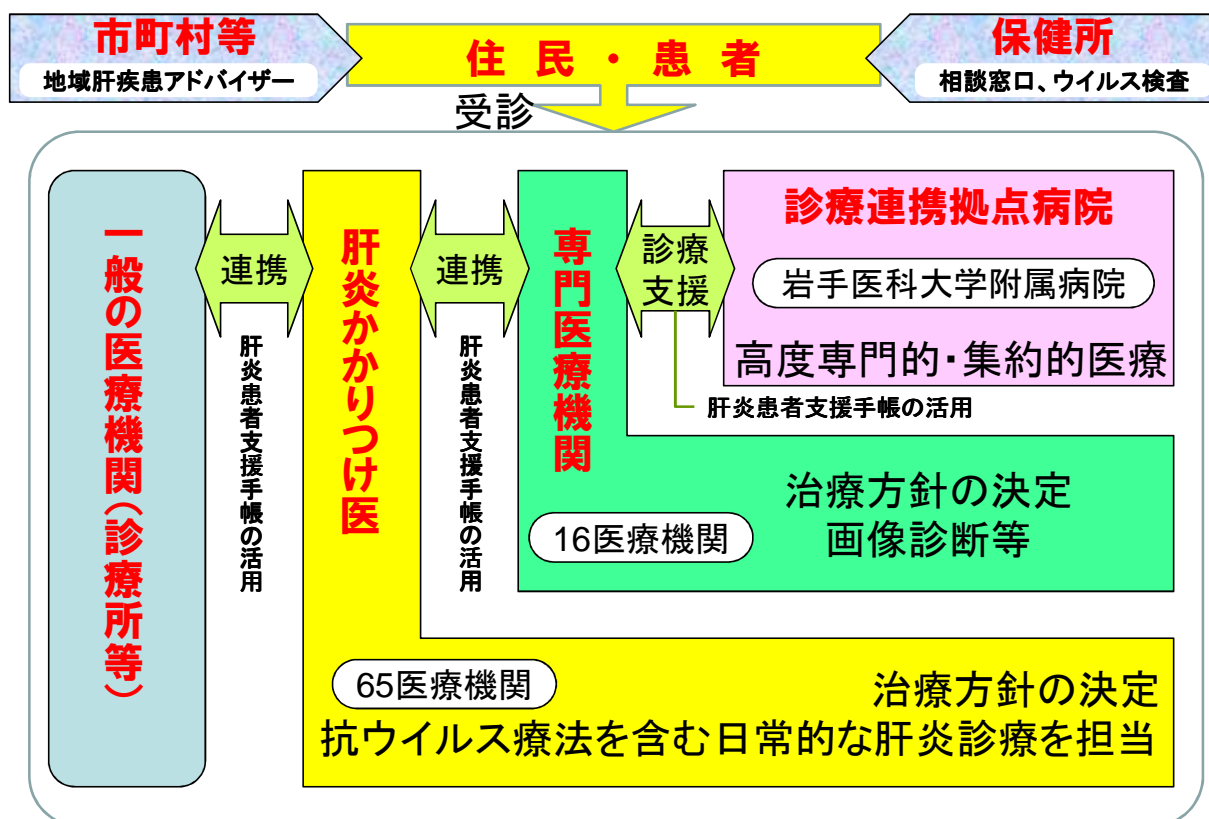 市町村等
地域肝疾患アドバイザー
住民・患者
保健所
相談窓口、ウイルス検査
受診
一般の医療機関(診療所等)
連携
肝炎患者支援手帳の活用
肝炎かかりつけ医
連携
肝炎患者支援手帳の活用
専門医療機関
診療
支援
肝炎患者支援手帳の活用
診療連携拠点病院
岩手医科大学附属病院
高度専門的・集約的医療
16医療機関
治療方針の決定
画像診断等
65医療機関
治療方針の決定
抗ウイルス療法を含む日常的な肝炎診療を担当